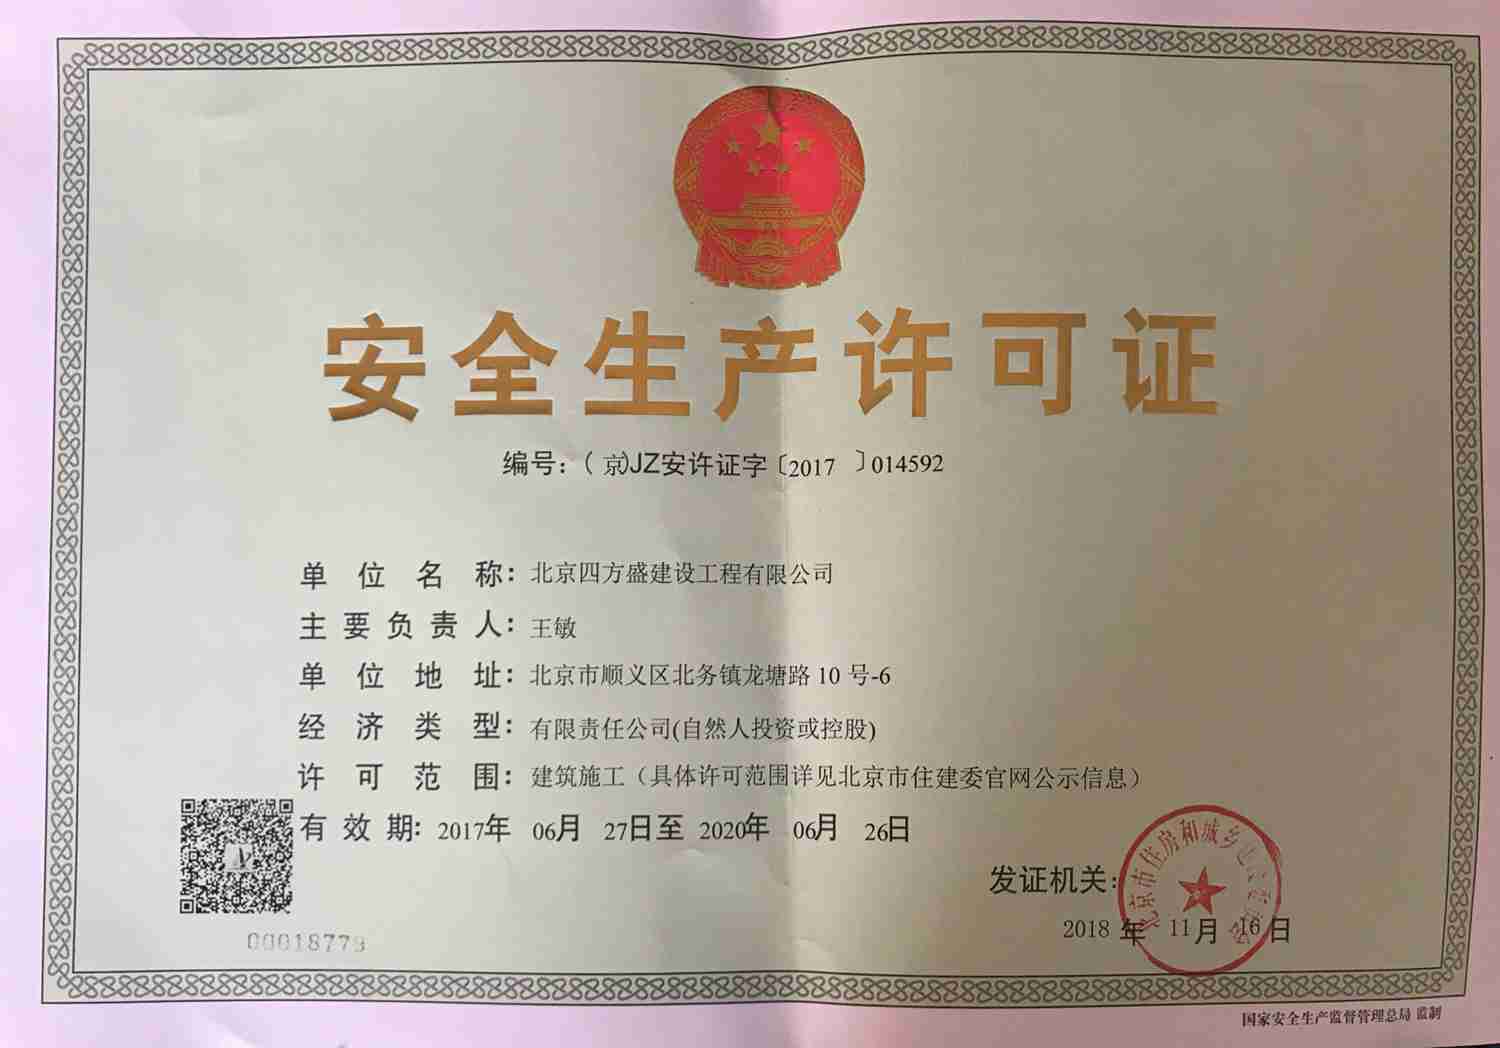 安全生产许可证
编号：（京）JZ安许证字〔2017 〕014592
单位名称：北京四方盛建设工程有限公司
主要负责人：王敏
单位地址：北京市顺义区北务镇龙塘路10号-6
经济类型：有限责任公司(自然人投资或控股)
许可范围：建筑施工（具体许可范围详见北京市住建委官网公示信息）
有效期：2017年 06月 27日至 2020年 06月 26日
发证机关：
北京市住房和城乡
2018 年 11月 16日
00018779
国家安全生产监督管理总局 监制